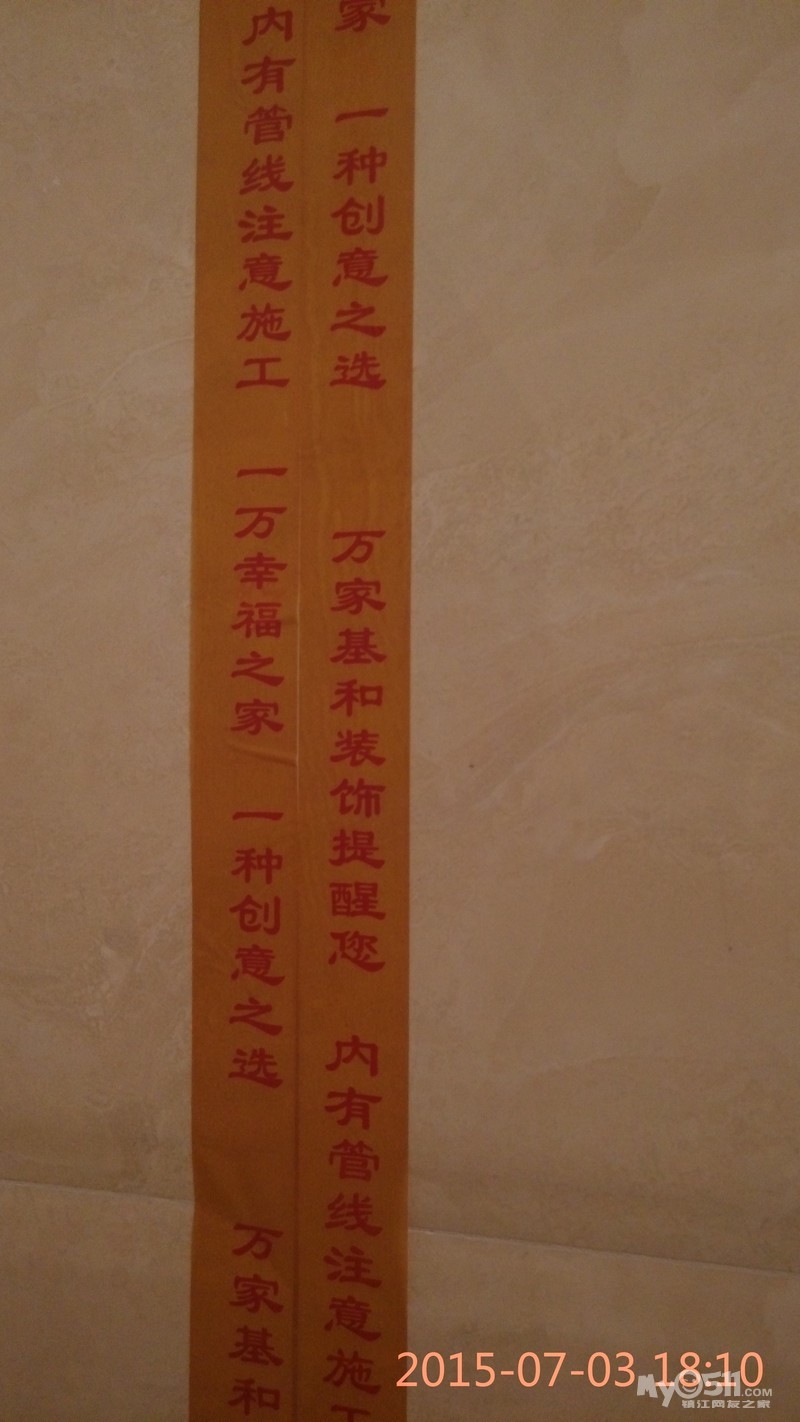 家 一种创意之选 万家基和装饰提醒您 内有管线注意施工
内有管线注意施工 一万幸福之家 一种创意之选 万家基和
2015-07-03 18:10
My0511.COM
镇江网友之家